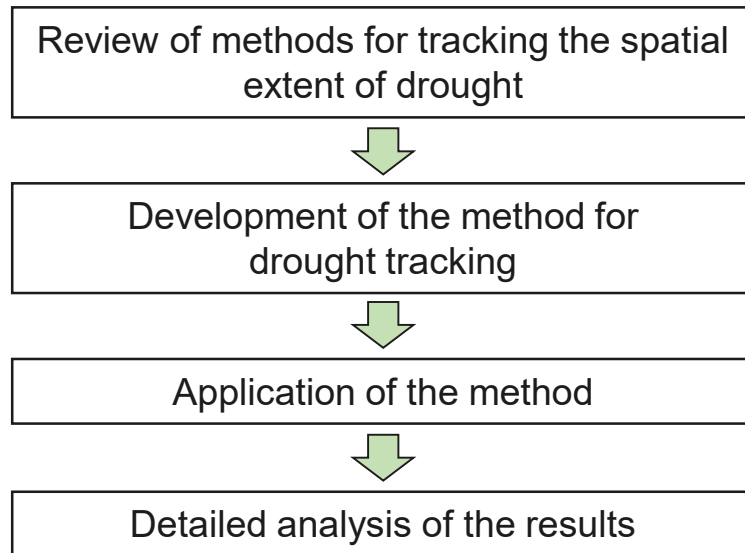 Review of methods for tracking the spatial
extent of drought
Development of the method for
drought tracking
Application of the method
Detailed analysis of the results